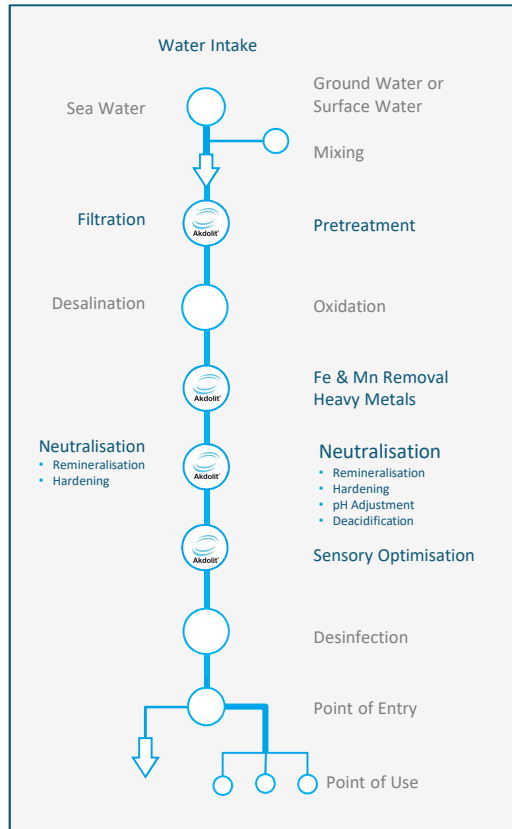 Water Intake
Sea Water
Ground Water or
Surface Water
Mixing
Filtration
Akdolit
Pretreatment
Desalination
Oxidation
Akdolit
Fe & Mn Removal
Heavy Metals
Neutralisation
• Remineralisation
• Hardening
Akdolit
Neutralisation
• Remineralisation
• Hardening
• pH Adjustment
• Deacidification
Akdolit
Sensory Optimisation
Desinfection
Point of Entry
Point of Use